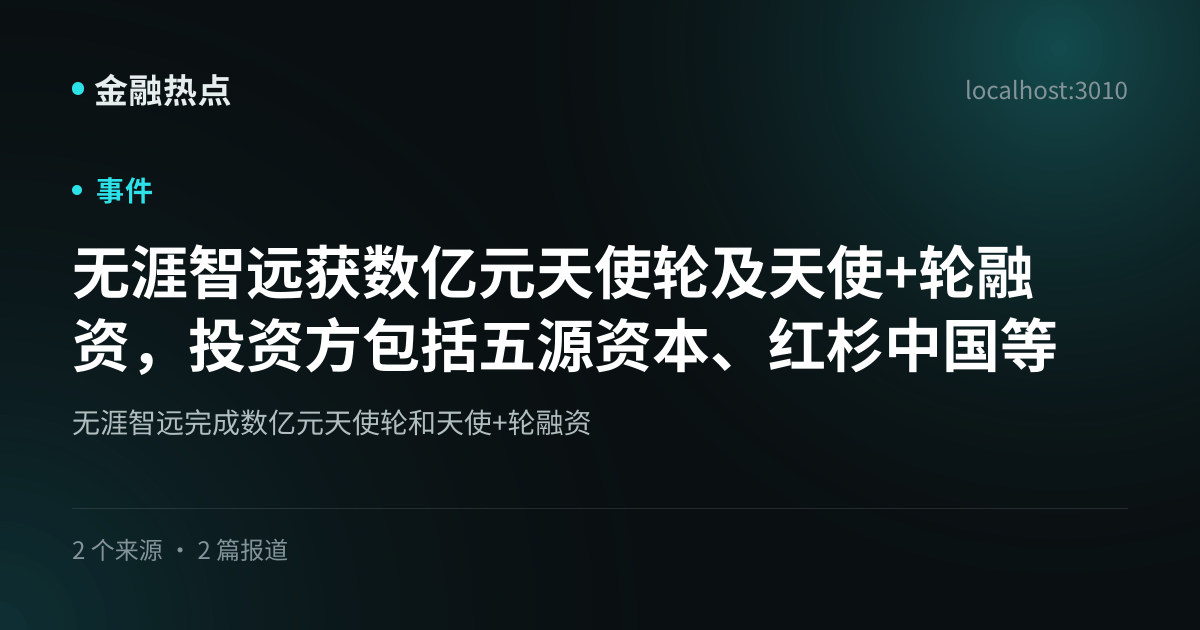 金融热点
localhost:3010
事件
无涯智远获数亿元天使轮及天使+轮融
资，投资方包括五源资本、红杉中国等
无涯智远完成数亿元天使轮和天使+轮融资
2 个来源 · 2 篇报道